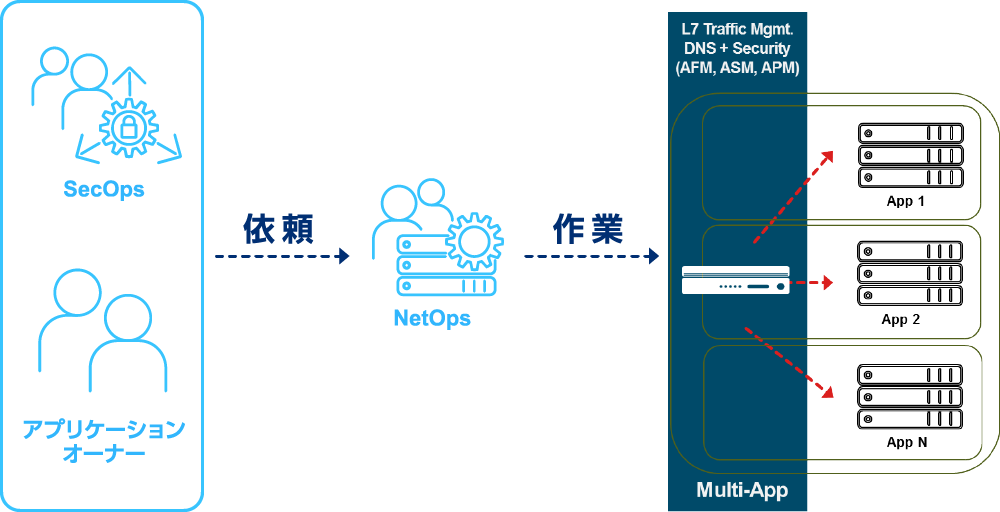 SecOps
アプリケーション
オーナー
依頼
NetOps
作業
L7 Traffic Mgmt.
DNS + Security
(AFM, ASM, APM)
App 1
App 2
App N
Multi-App